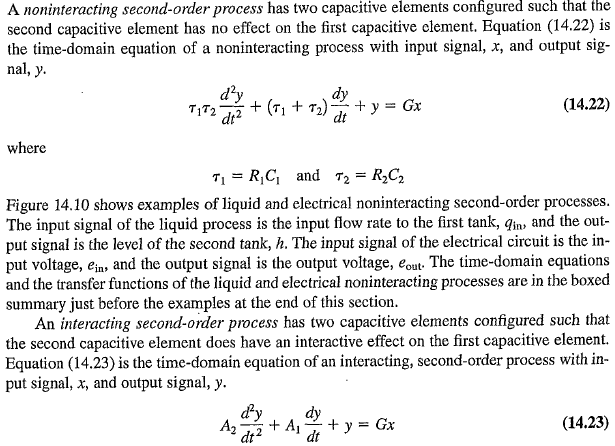 A noninteracting second-order process has two capacitive elements configured such that the
second capacitive element has no effect on the first capacitive element. Equation (14.22) is
the time-domain equation of a noninteracting process with input signal, x, and output sig-
nal, y.
τ₁τ₂ d²y/dt² + (τ₁ + τ₂) dy/dt + y = Gx (14.22)
where
τ₁ = R₁C₁ and τ₂ = R₂C₂
Figure 14.10 shows examples of liquid and electrical noninteracting second-order processes.
The input signal of the liquid process is the input flow rate to the first tank, qᵢₙ, and the out-
put signal is the level of the second tank, h. The input signal of the electrical circuit is the in-
put voltage, eᵢₙ, and the output signal is the output voltage, eₒᵤₜ. The time-domain equations
and the transfer functions of the liquid and electrical noninteracting processes are in the boxed
summary just before the examples at the end of this section.
An interacting second-order process has two capacitive elements configured such that
the second capacitive element does have an interactive effect on the first capacitive element.
Equation (14.23) is the time-domain equation of an interacting, second-order process with in-
put signal, x, and output signal, y.
A₂ d²y/dt² + A₁ dy/dt + y = Gx (14.23)